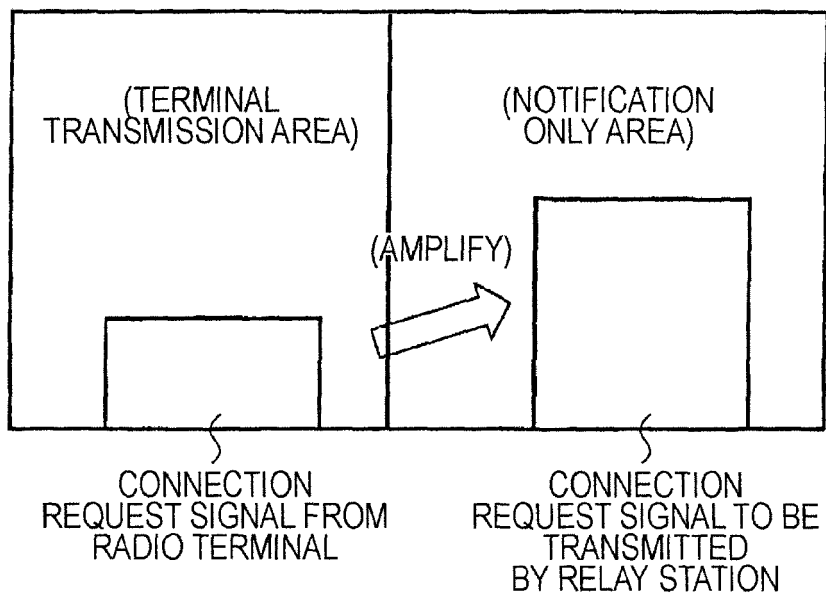 (TERMINAL
TRANSMISSION AREA)
(NOTIFICATION
ONLY AREA)
(AMPLIFY)
CONNECTION
REQUEST SIGNAL FROM
RADIO TERMINAL
CONNECTION
REQUEST SIGNAL TO BE
TRANSMITTED
BY RELAY STATION